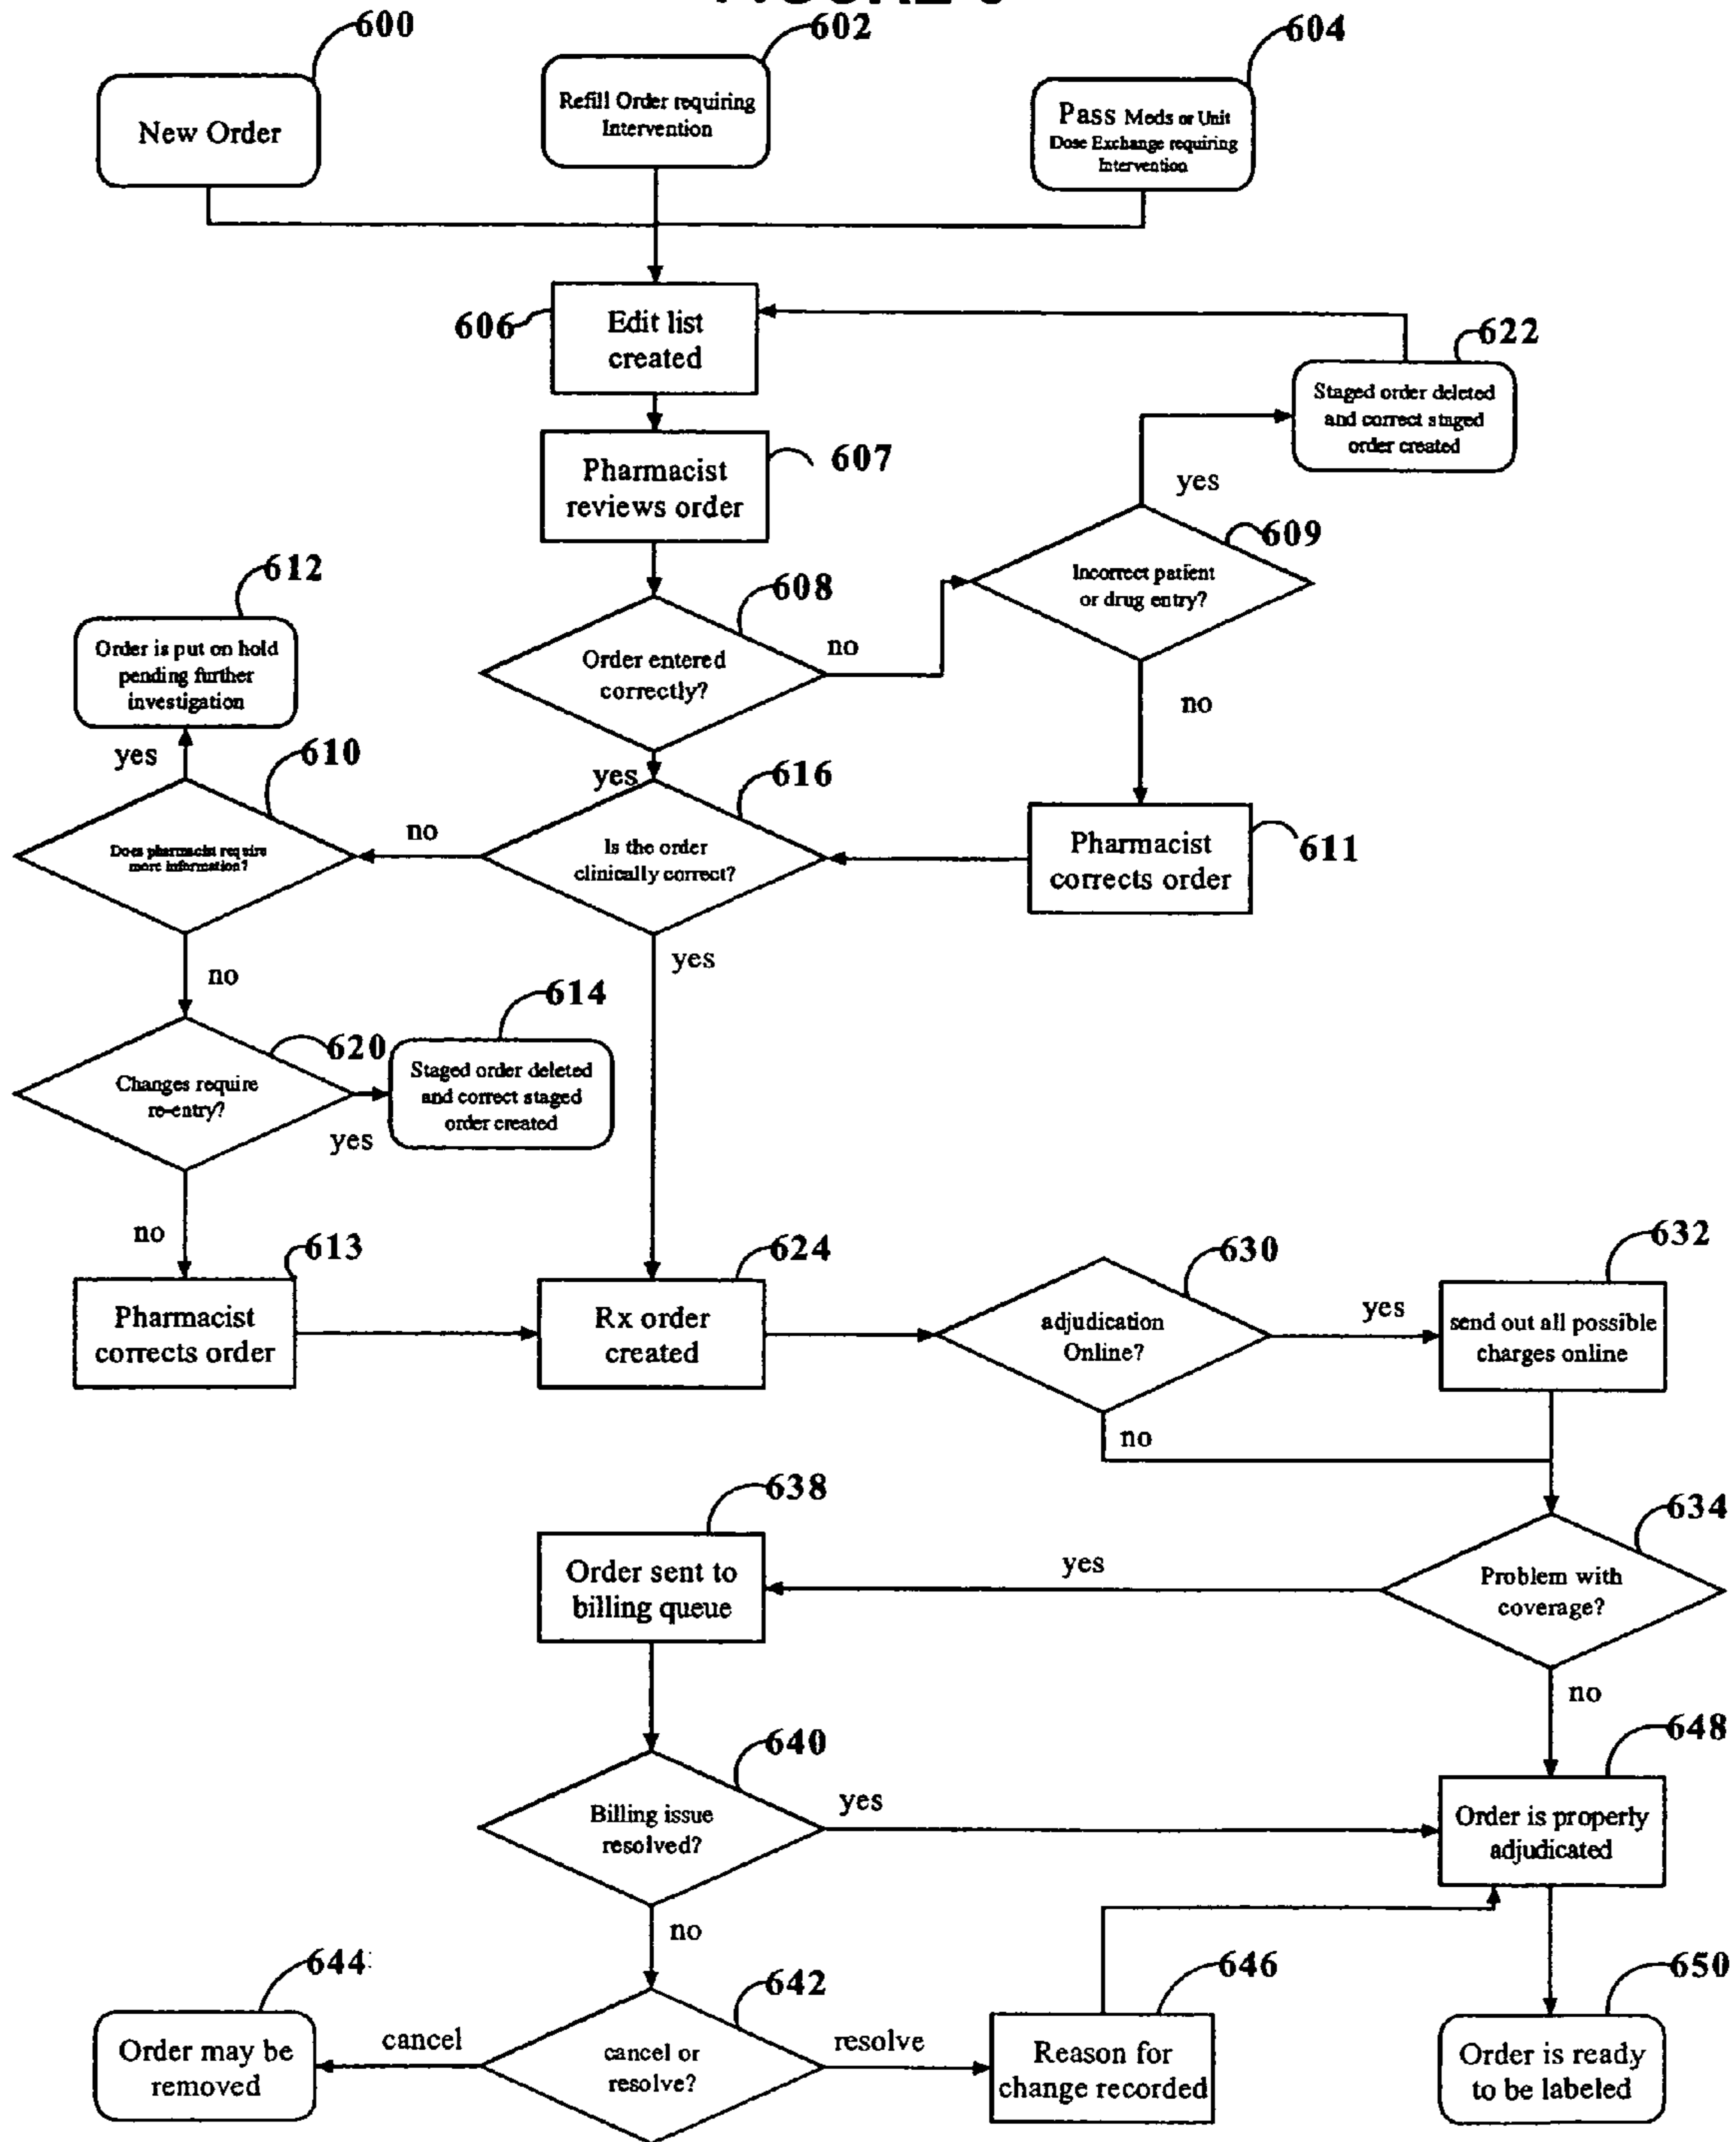 600
602
604
New Order
Refill Order requiring
Intervention
Pass Meds or Unit
Dose Exchange requiring
Intervention
606
Edit list
created
622
Staged order deleted
and correct staged
order created
607
Pharmacist
reviews order
yes
609
Incorrect patient
or drug entry?
612
Order is put on hold
pending further
investigation
608
Order entered
correctly?
no
no
yes
610
Does pharmacist require
more information?
yes
616
Is the order
clinically correct?
no
611
Pharmacist
corrects order
yes
no
614
Staged order deleted
and correct staged
order created
620
Changes require
re-entry?
yes
no
613
Pharmacist
corrects order
624
Rx order
created
630
adjudication
Online?
yes
632
send out all possible
charges online
no
638
Order sent to
billing queue
yes
634
Problem with
coverage?
no
640
Billing issue
resolved?
yes
648
Order is properly
adjudicated
no
644
Order may be
removed
cancel
642
cancel or
resolve?
resolve
646
Reason for
change recorded
650
Order is ready
to be labeled